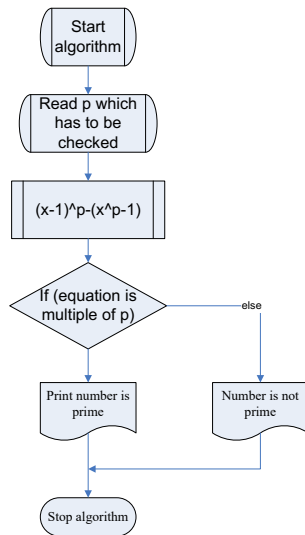 Start
algorithm
Read p which
has to be
checked
(x-1)^p-(x^p-1)
If (equation is
multiple of p)
else
Print number is
prime
Number is not
prime
Stop algorithm